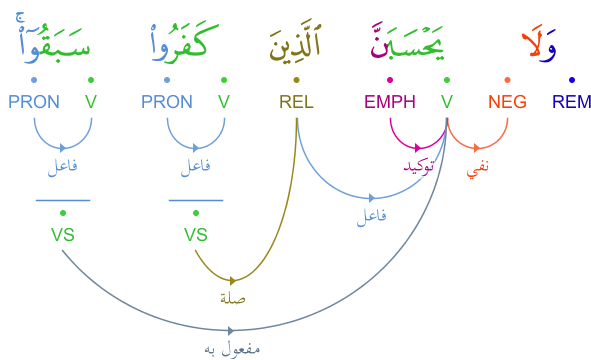 وَلَا يَحۡسَبَنَّ ٱلَّذِينَ كَفَرُوا۟ سَبَقُوٓا۟ۚ
PRON V PRON V REL EMPH V NEG REM
نفي توكيد فاعل فاعل
فاعل
VS VS
صلة
مفعول به